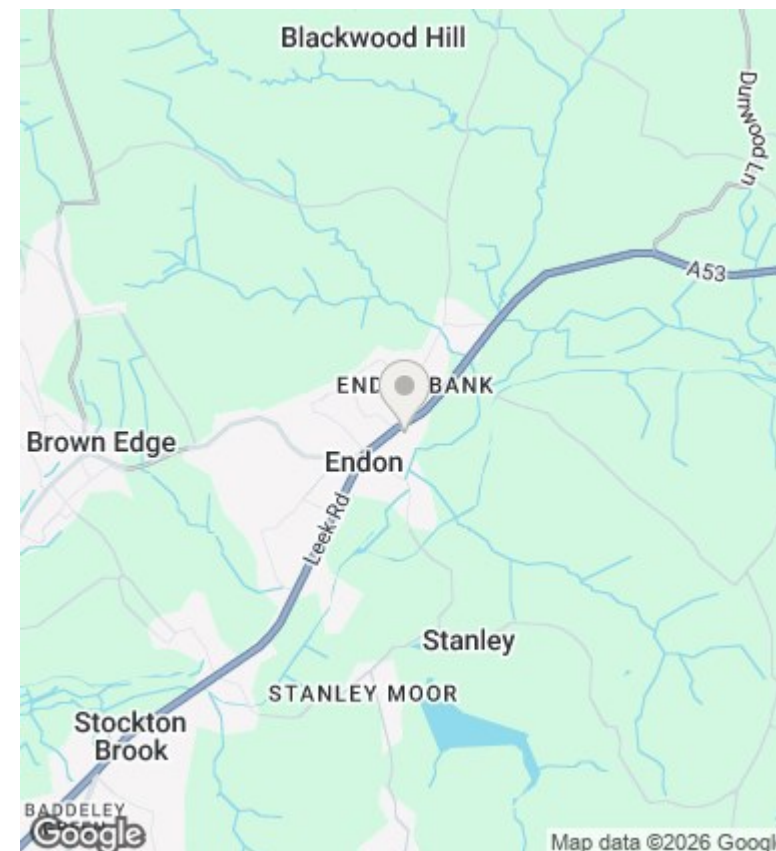 Blackwood Hill
Durnwood Ln
A53
END BANK
Brown Edge
Endon
Leek Rd
Stanley
STANLEY MOOR
Stockton
Brook
BADDELEY
Google
Map data ©2026 Googl